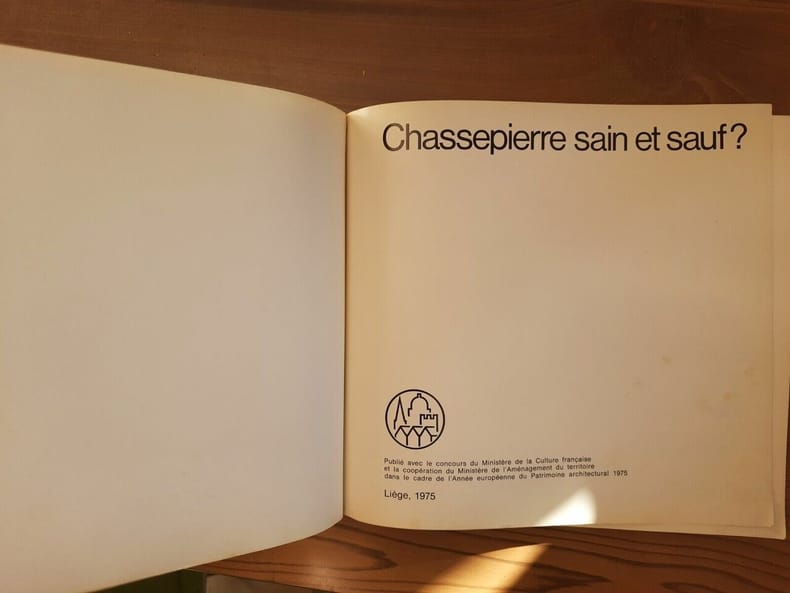 Chassepierre sain et sauf?
Publié avec le concours du Ministère de la Culture française
et la coopération du Ministère de l'Aménagement du territoire
dans le cadre de l'Année européenne du Patrimoine architectural 1975
Liège, 1975